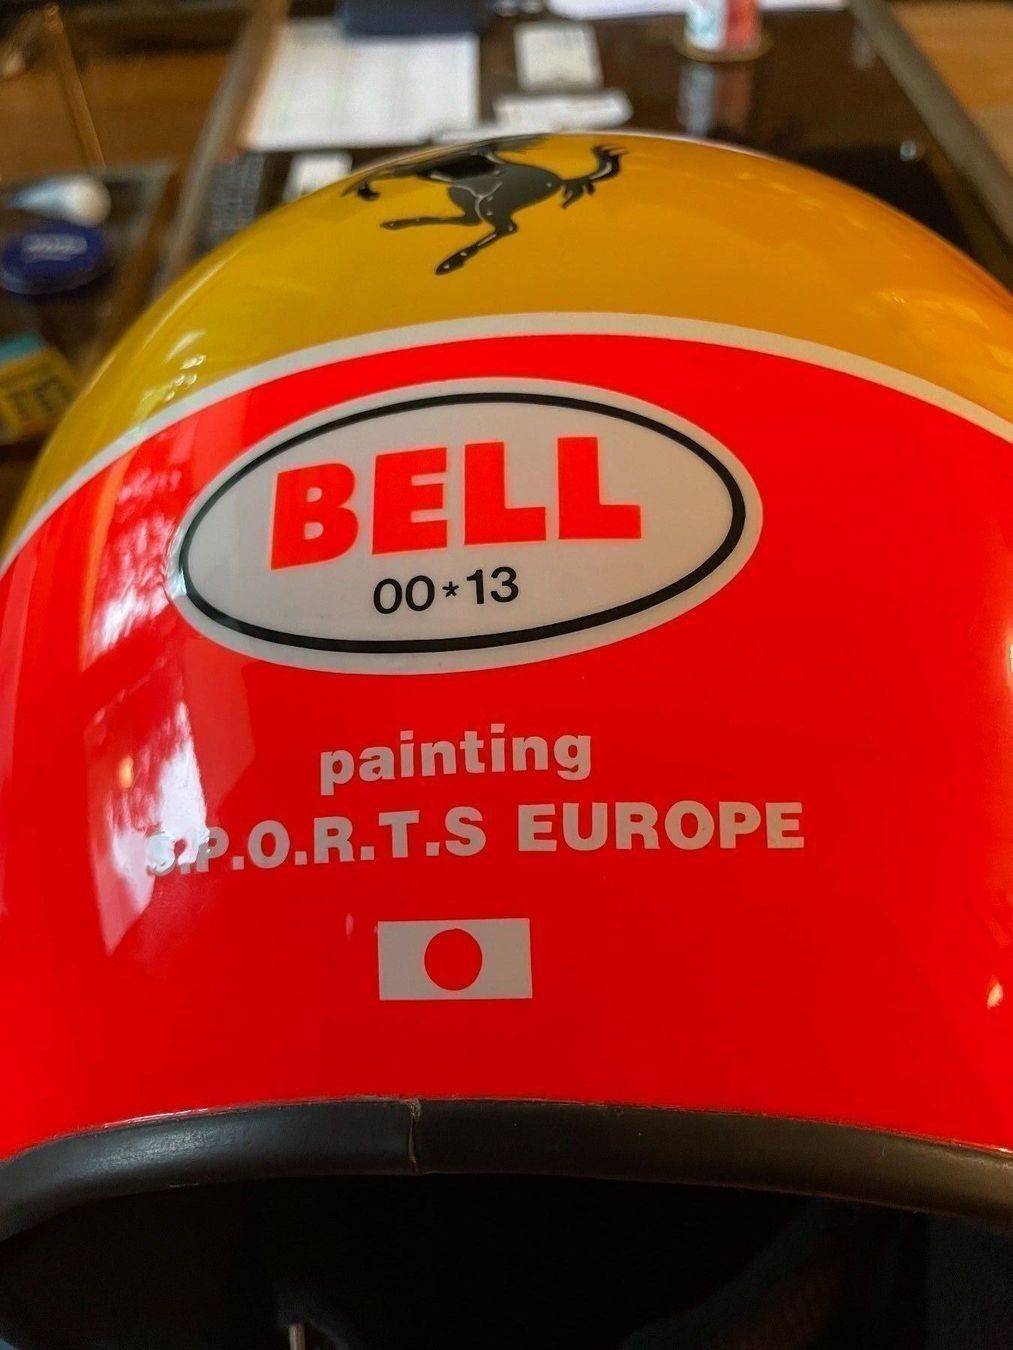 BELL
00*13
painting
S.P.O.R.T.S EUROPE